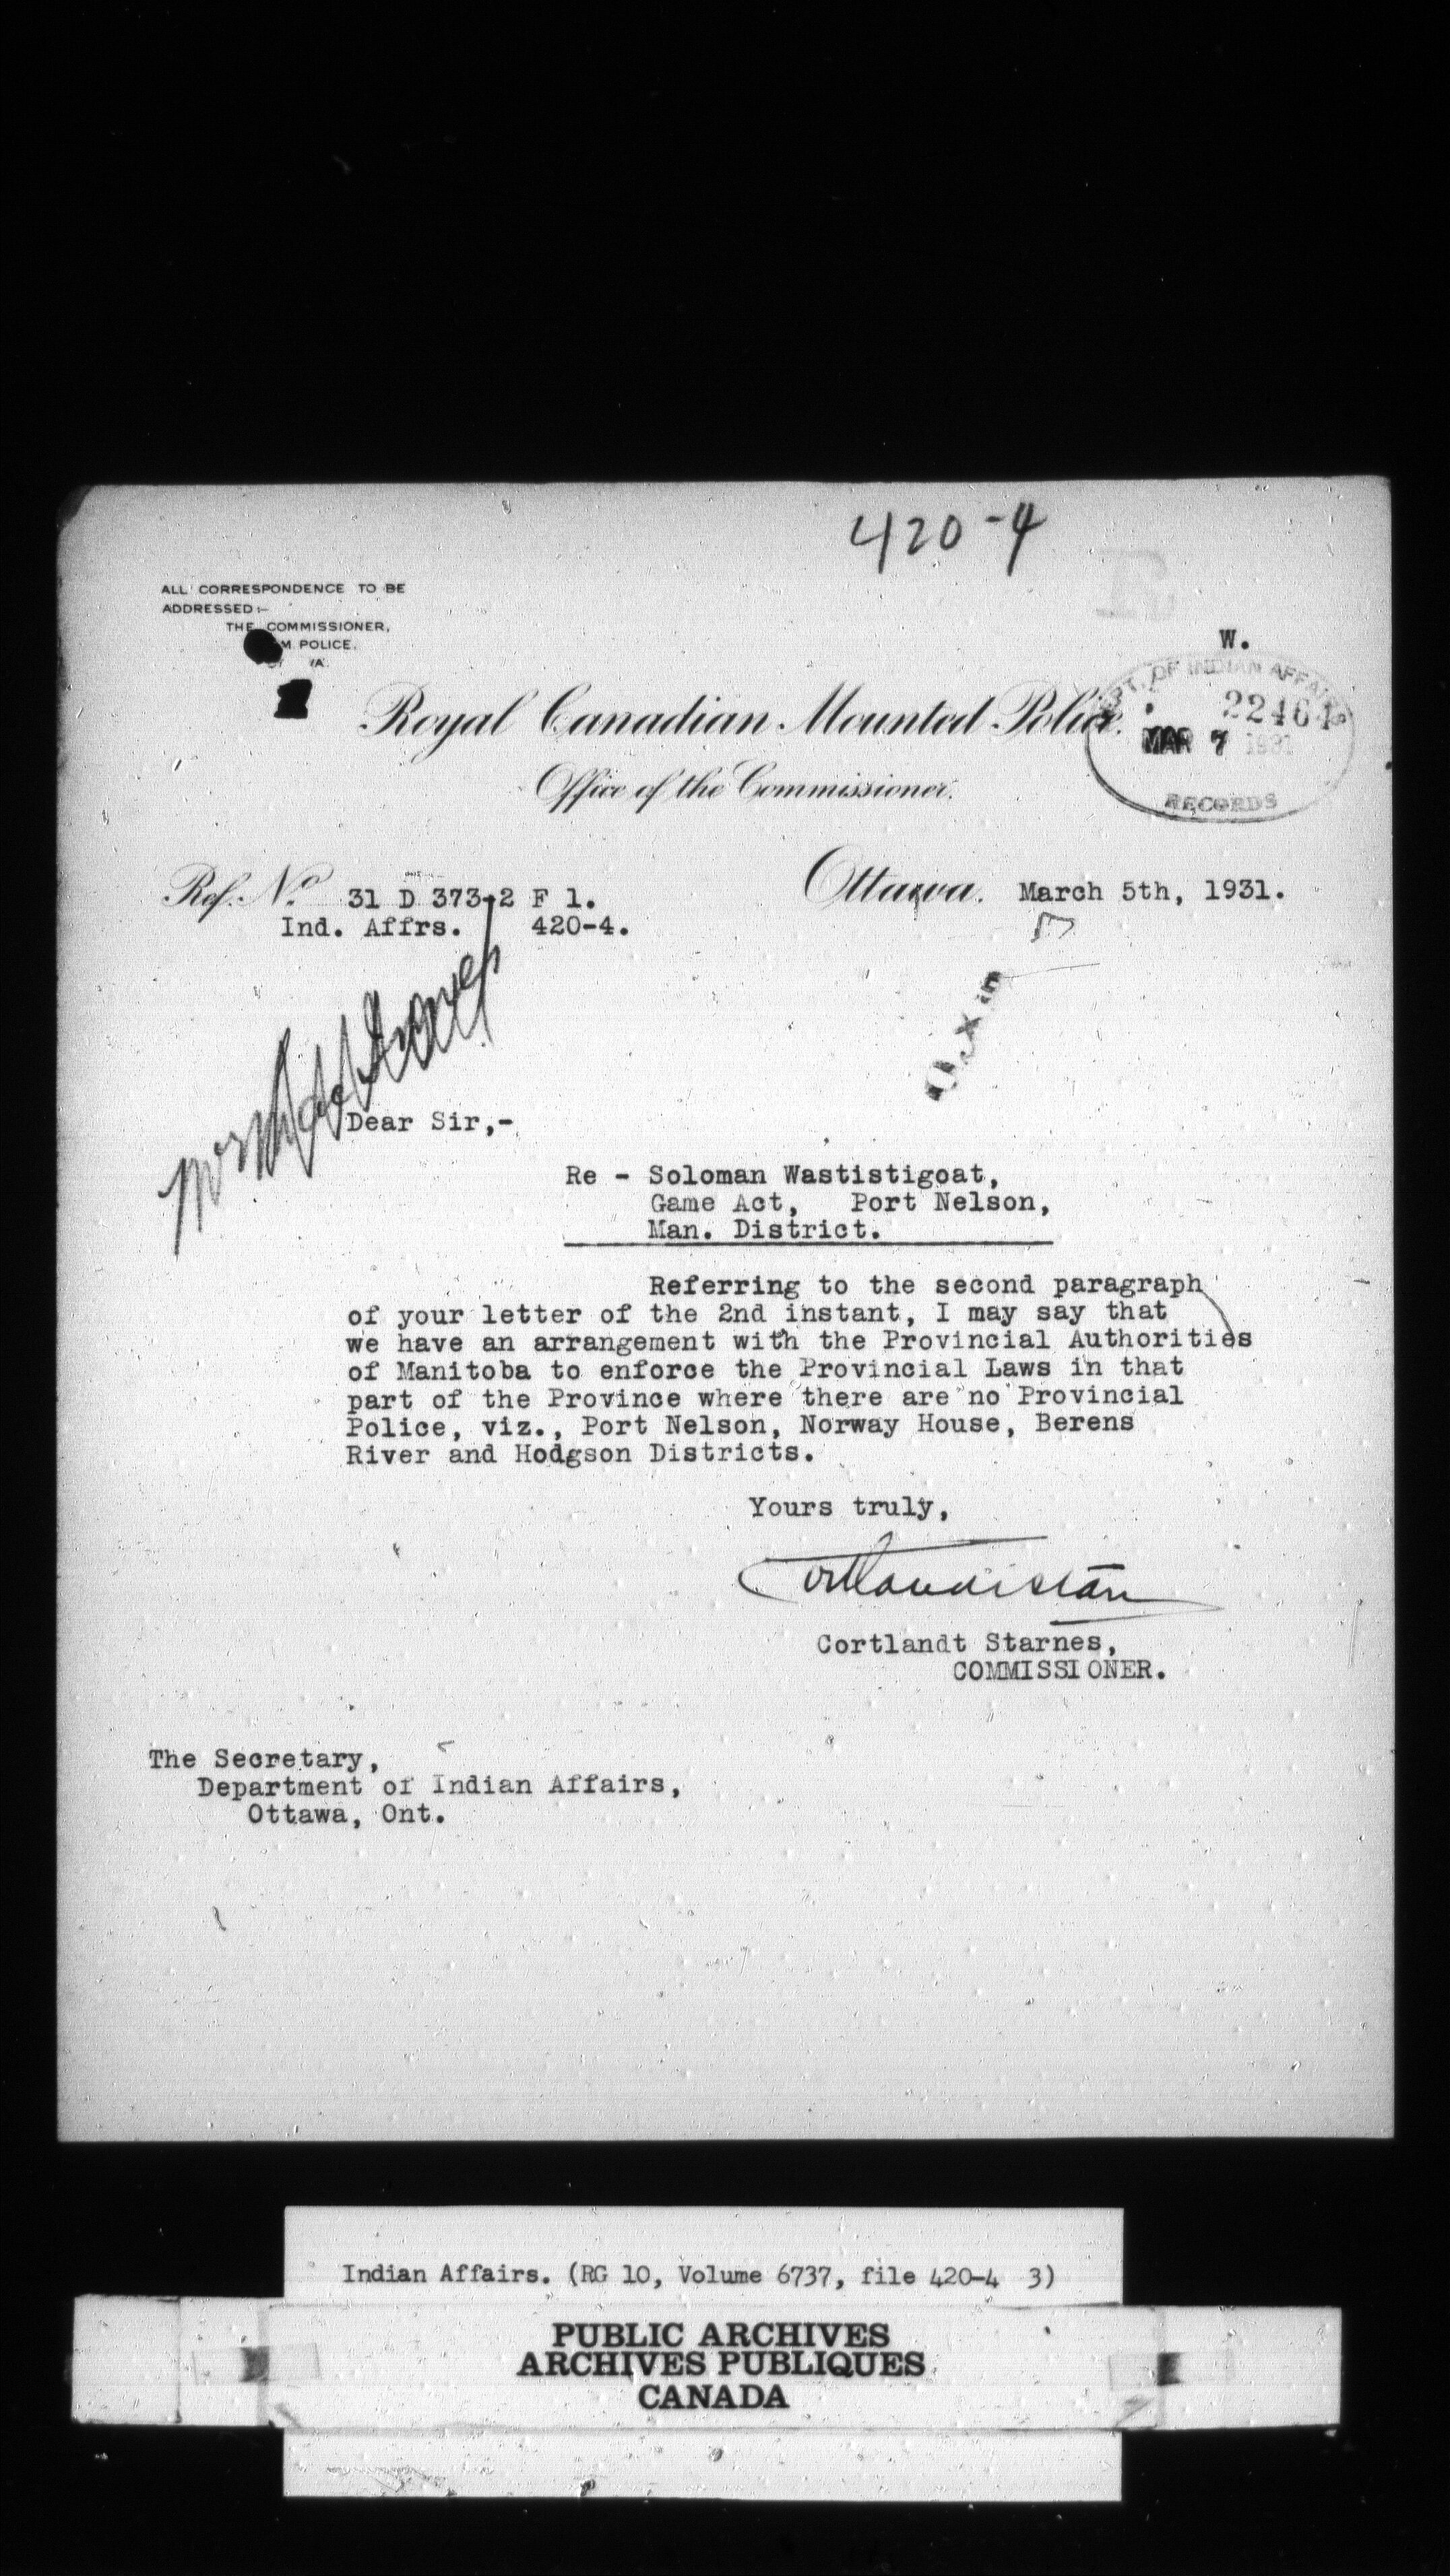 420-4
ALL CORRESPONDENCE TO BE
ADDRESSED:-
THE COMMISSIONER,
M. POLICE.
W.
DEPT. OF INDIAN AFFAIRS
22461
MAR 7 1931
RECORDS
Royal Canadian Mounted Police.
Office of the Commissioner.
Ottawa. March 5th, 1931.
Ref. No. 31 D 373-2 F 1.
Ind. Affrs. 420-4.
Dear Sir,-
Re - Soloman Wastistigoat,
Game Act, Port Nelson,
Man. District.
Referring to the second paragraph
of your letter of the 2nd instant, I may say that
we have an arrangement with the Provincial Authorities
of Manitoba to enforce the Provincial Laws in that
part of the Province where there are no Provincial
Police, viz., Port Nelson, Norway House, Berens
River and Hodgson Districts.
Yours truly,
Cortlandt Starnes
Cortlandt Starnes,
COMMISSIONER.
The Secretary,
Department of Indian Affairs,
Ottawa, Ont.
Indian Affairs. (RG 10, Volume 6737, file 420-4 3)
PUBLIC ARCHIVES
ARCHIVES PUBLIQUES
CANADA